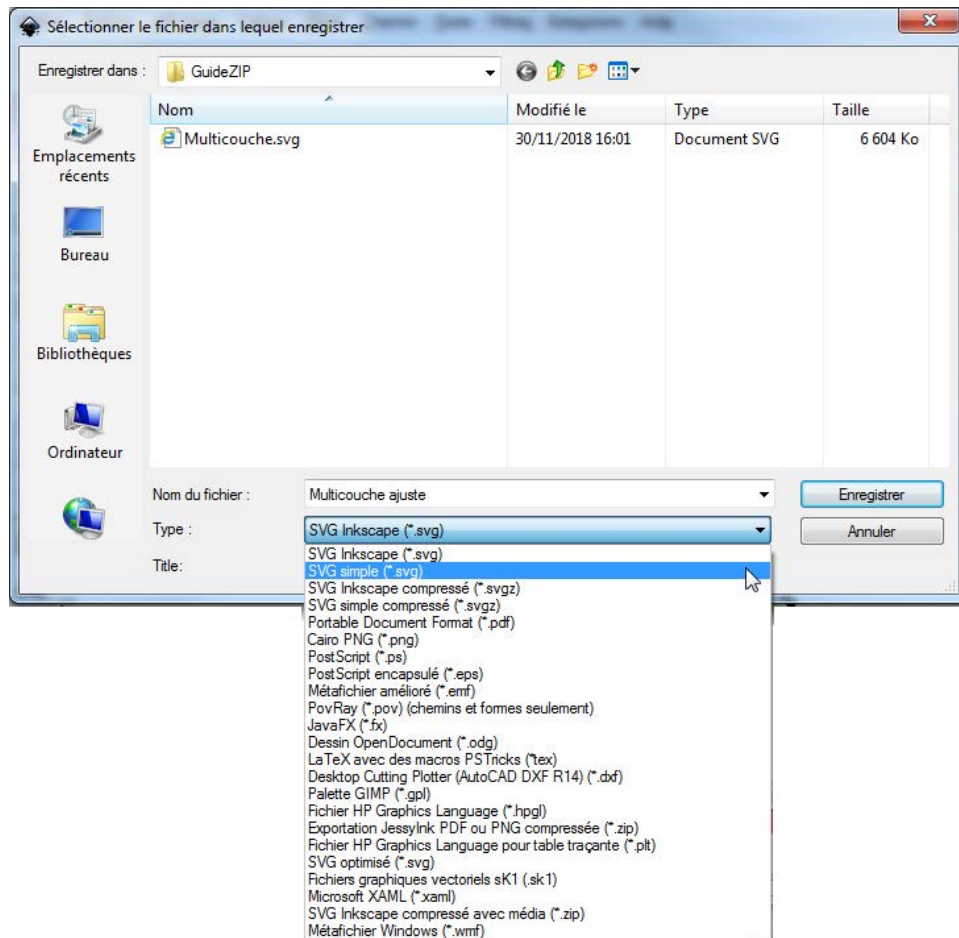 Sélectionner le fichier dans lequel enregistrer
Enregistrer dans :
GuideZIP
Nom
Modifié le
Type
Taille
Multicouche.svg
30/11/2018 16:01
Document SVG
6 604 Ko
Emplacements
récents
Bureau
Bibliothèques
Ordinateur
Nom du fichier :
Multicouche ajuste
Enregistrer
Type :
SVG Inkscape (*.svg)
Annuler
Title:
SVG Inkscape (*.svg)
SVG simple (*.svg)
SVG Inkscape compressé (*.svgz)
SVG simple compressé (*.svgz)
Portable Document Format (*.pdf)
Cairo PNG (*.png)
PostScript (*.ps)
PostScript encapsulé (*.eps)
Métafichier amélioré (*.emf)
PovRay (*.pov) (chemins et formes seulement)
JavaFX (*.fx)
Dessin OpenDocument (*.odg)
LaTeX avec des macros PSTricks (*tex)
Desktop Cutting Plotter (AutoCAD DXF R14) (*.dxf)
Palette GIMP (*.gpl)
Fichier HP Graphics Language (*.hpgl)
Exportation JessyInk PDF ou PNG compressée (*.zip)
Fichier HP Graphics Language pour table traçante (*.plt)
SVG optimisé (*.svg)
Fichiers graphiques vectoriels sK1 (.sk1)
Microsoft XAML (*.xaml)
SVG Inkscape compressé avec média (*.zip)
Métafichier Windows (*.wmf)